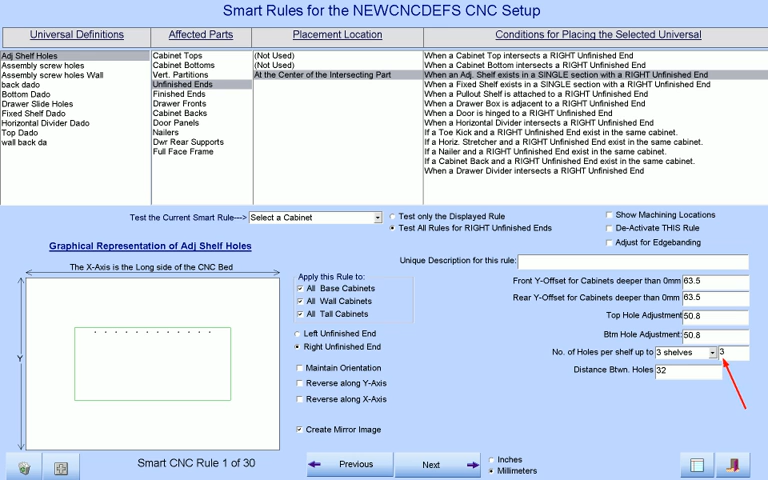 Smart Rules for the NEWCNCDEFS CNC Setup
Universal Definitions
Affected Parts
Placement Location
Conditions for Placing the Selected Universal
Adj Shelf Holes
Assembly screw holes
Assembly screw holes Wall
back dado
Bottom Dado
Drawer Slide Holes
Fixed Shelf Dado
Horizontal Divider Dado
Top Dado
wall back da
Cabinet Tops
Cabinet Bottoms
Vert. Partitions
Unfinished Ends
Finished Ends
Drawer Fronts
Cabinet Backs
Door Panels
Nailers
Dwr Rear Supports
Full Face Frame
(Not Used)
(Not Used)
At the Center of the Intersecting Part
When a Cabinet Top intersects a RIGHT Unfinished End
When a Cabinet Bottom intersects a RIGHT Unfinished End
When an Adj. Shelf exists in a SINGLE section with a RIGHT Unfinished End
When a Fixed Shelf exists in a SINGLE section with a RIGHT Unfinished End
When a Pullout Shelf is attached to a RIGHT Unfinished End
When a Drawer Box is adjacent to a RIGHT Unfinished End
When a Door is hinged to a RIGHT Unfinished End
When a Horizontal Divider intersects a RIGHT Unfinished End
If a Toe Kick and a RIGHT Unfinished End exist in the same cabinet.
If a Horiz. Stretcher and a RIGHT Unfinished End exist in the same cabinet.
If a Nailer and a RIGHT Unfinished End exist in the same cabinet.
If a Cabinet Back and a RIGHT Unfinished End exist in the same cabinet.
When a Drawer Divider intersects a RIGHT Unfinished End
Test the Current Smart Rule--->
Select a Cabinet
Test only the Displayed Rule
Test All Rules for RIGHT Unfinished Ends
Show Machining Locations
De-Activate THIS Rule
Adjust for Edgebanding
Graphical Representation of Adj Shelf Holes
The X-Axis is the Long side of the CNC Bed
Y
Unique Description for this rule:
Apply this Rule to:
All Base Cabinets
All Wall Cabinets
All Tall Cabinets
Left Unfinished End
Right Unfinished End
Maintain Orientation
Reverse along Y-Axis
Reverse along X-Axis
Create Mirror Image
Front Y-Offset for Cabinets deeper than 0mm 63.5
Rear Y-Offset for Cabinets deeper than 0mm 63.5
Top Hole Adjustment 50.8
Btm Hole Adjustment: 50.8
No. of Holes per shelf up to 3 shelves 3
Distance Btwn. Holes 32
Smart CNC Rule 1 of 30
Previous
Next
Inches
Millimeters